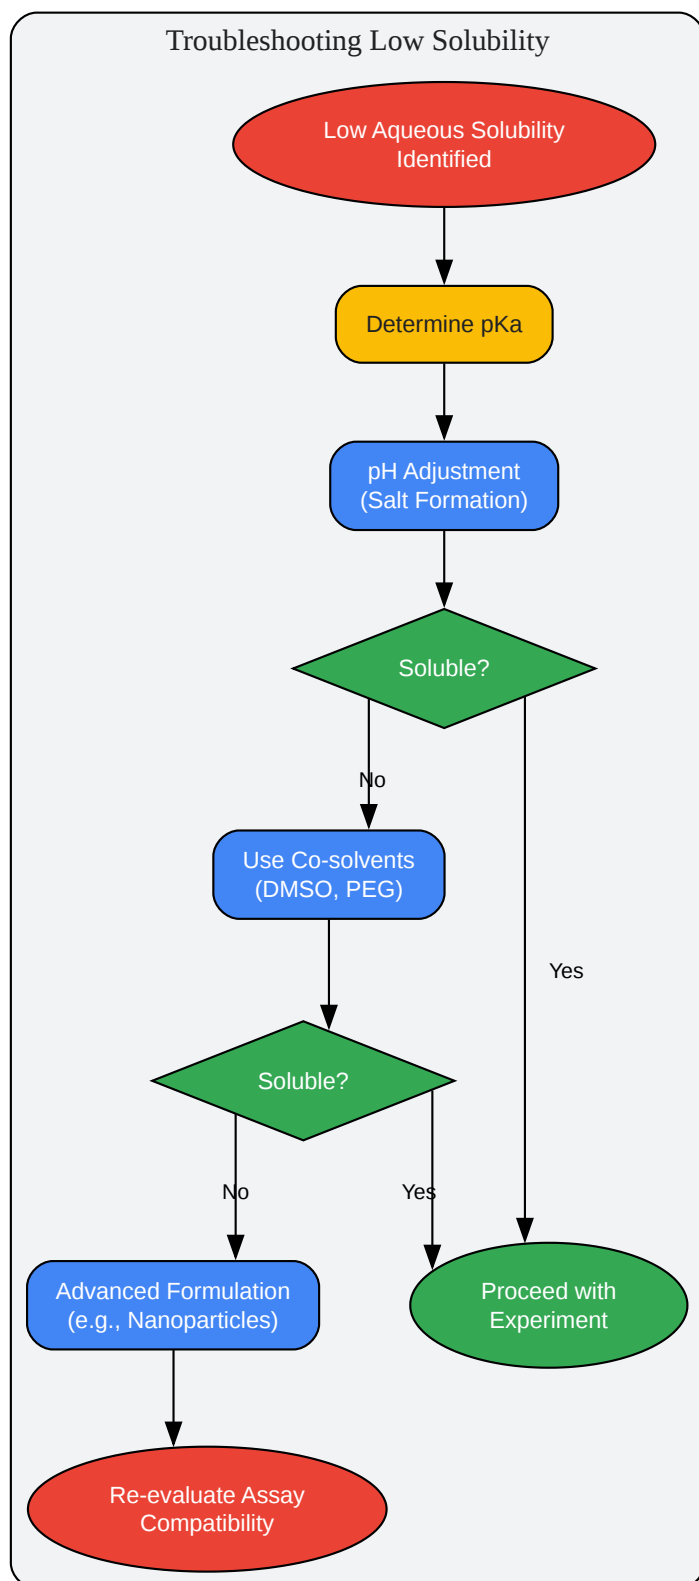 Troubleshooting Low Solubility
Low Aqueous Solubility
Identified
Determine pKa
pH Adjustment
(Salt Formation)
Soluble?
No
Use Co-solvents
(DMSO, PEG)
Yes
Soluble?
No
Yes
Advanced Formulation
(e.g., Nanoparticles)
Proceed with
Experiment
Re-evaluate Assay
Compatibility